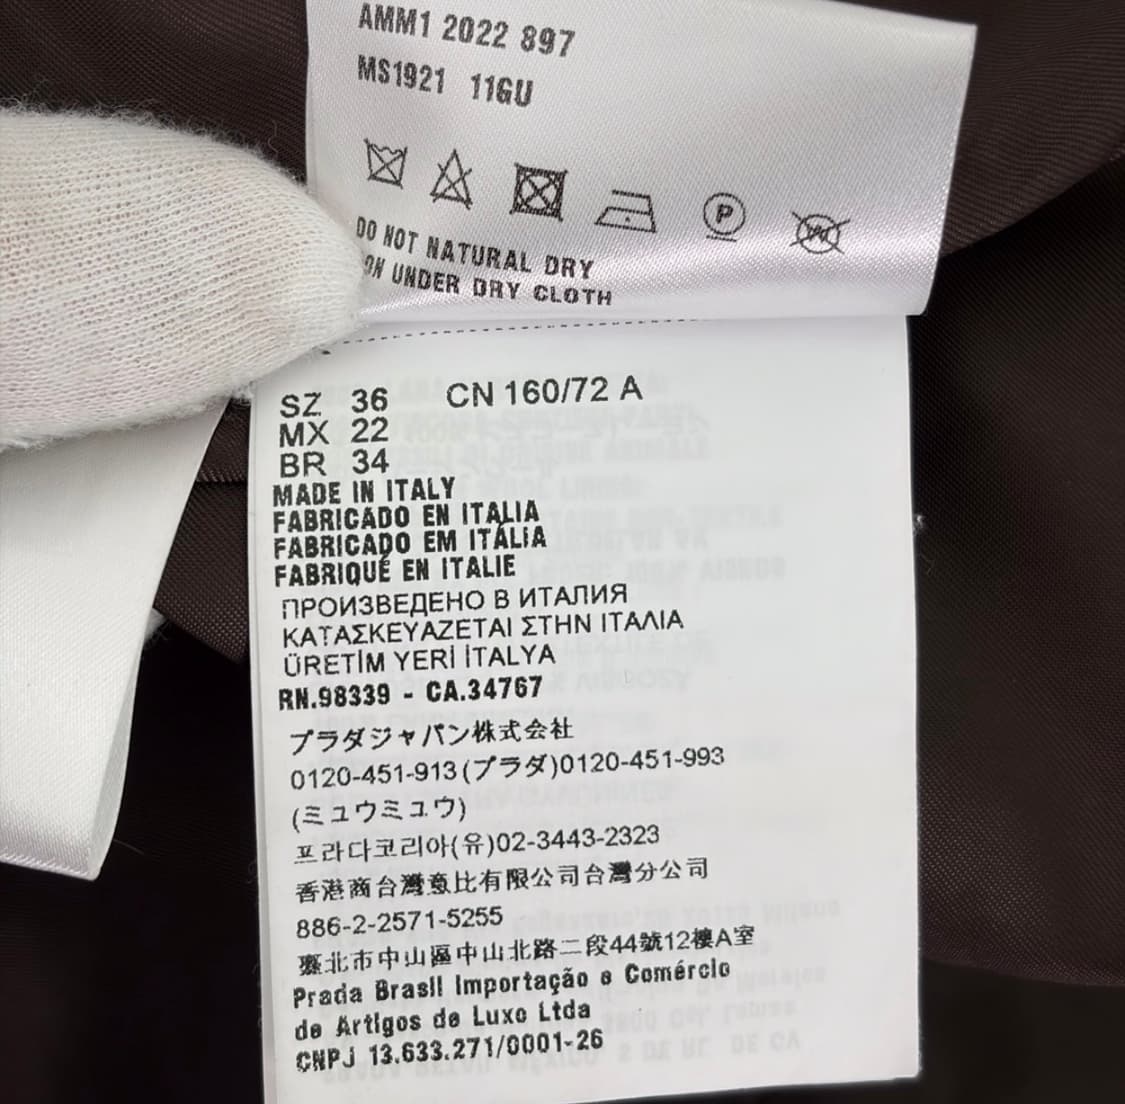 AMM1 2022 897
MS1921 11GU
P
W
DO NOT NATURAL DRY
UNDER DRY CLOTH
SZ 36 CN 160/72 A
MX 22
BR 34
MADE IN ITALY
FABRICADO EN ITALIA
FABRICADO EM ITÁLIA
FABRIQUÉ EN ITALIE
ПРОИЗВЕДЕНО В ИТАЛИЯ
ΚΑΤΑΣΚΕΥΑΖΕΤΑΙ ΣΤΗΝ ΙΤΑΛΙΑ
ÜRETİM YERİ İTALYA
RN.98339 - CA.34767
プラダジャパン株式会社
0120-451-913(プラダ)0120-451-993
(ミュウミュウ)
프라다코리아(유)02-3443-2323
香港商台灣意比有限公司台灣分公司
886-2-2571-5255
臺北市中山區中山北路二段44號12樓A室
Prada Brasil Importação e Comércio
de Artigos de Luxo Ltda
CNPJ 13.633.271/0001-26